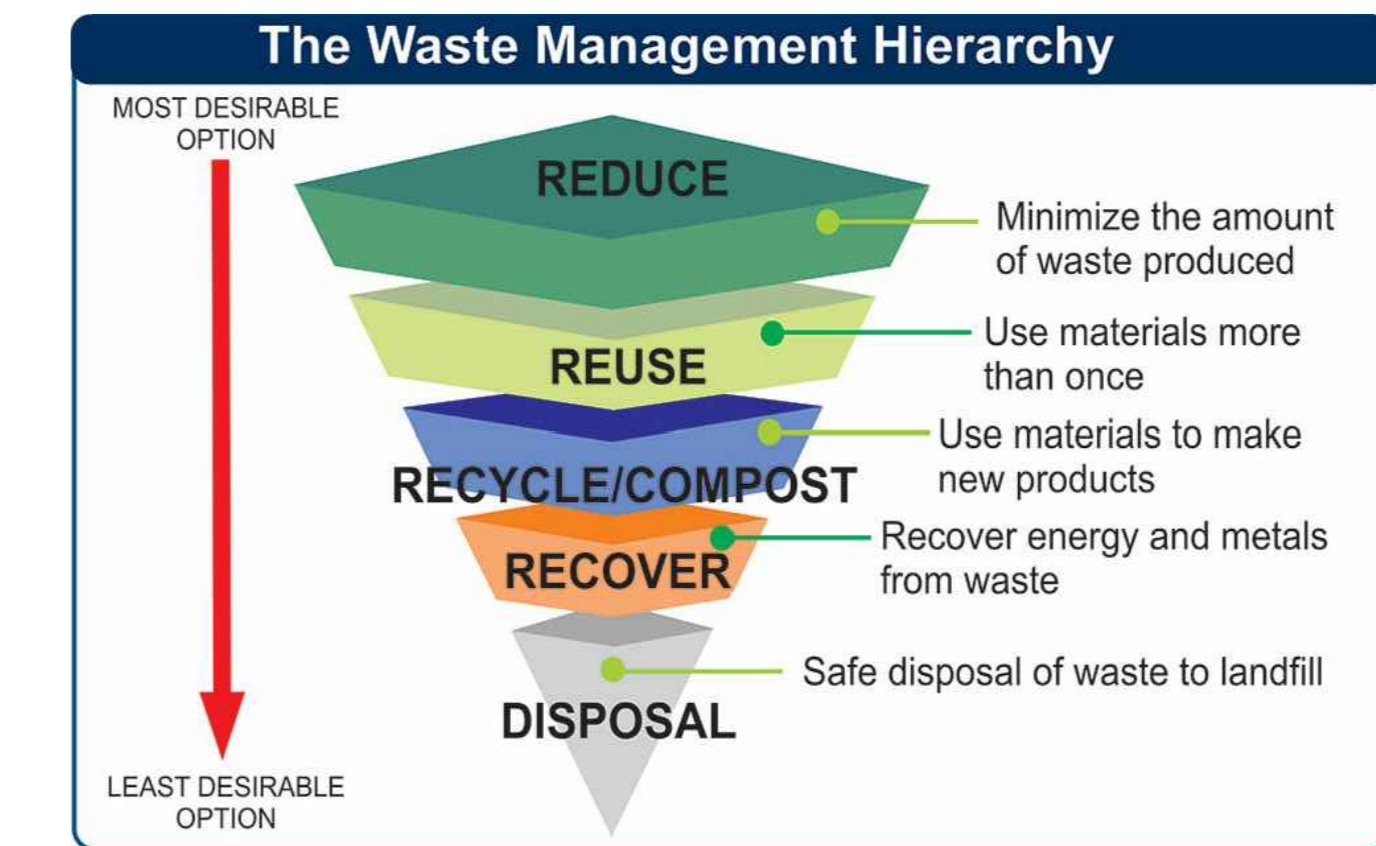 The Waste Management Hierarchy
MOST DESIRABLE
OPTION
REDUCE
Minimize the amount
of waste produced
REUSE
Use materials more
than once
RECYCLE/COMPOST
Use materials to make
new products
RECOVER
Recover energy and metals
from waste
DISPOSAL
Safe disposal of waste to landfill
LEAST DESIRABLE
OPTION